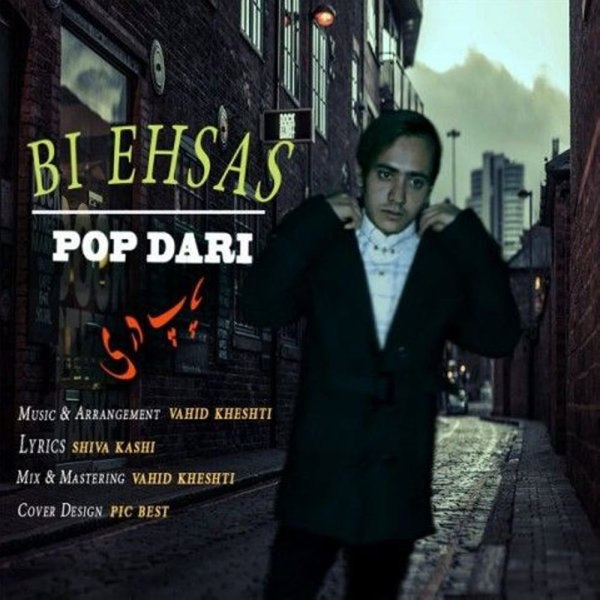 BI EHSAS
POP DARI
پاپ دری
MUSIC & ARRANGEMENT VAHID KHESHTI
LYRICS SHIVA KASHI
MIX & MASTERING VAHID KHESHTI
COVER DESIGN PIC BEST